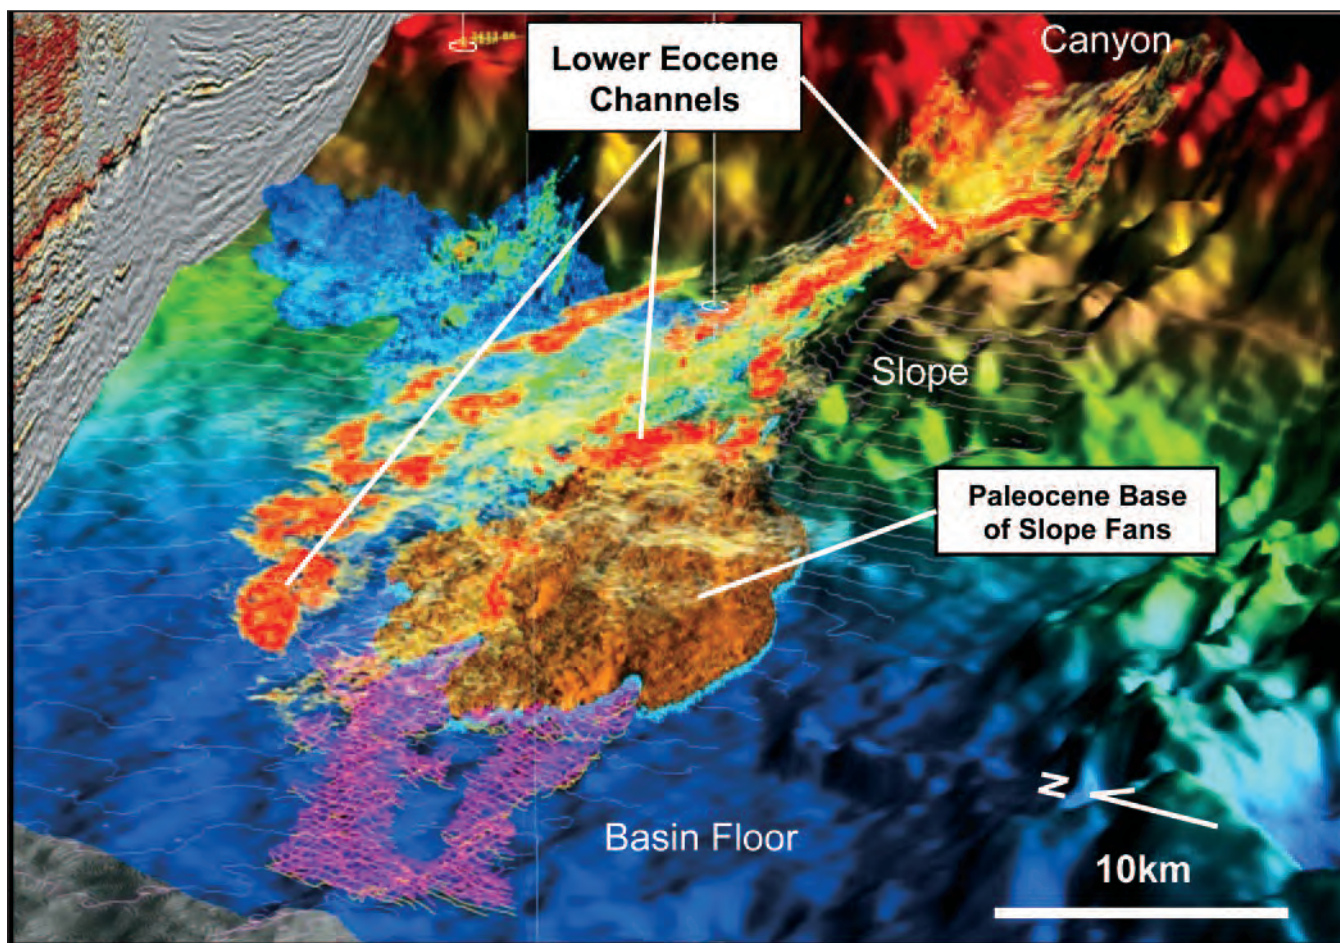 Canyon
Lower Eocene
Channels
Slope
Paleocene Base
of Slope Fans
N
Basin Floor
10km